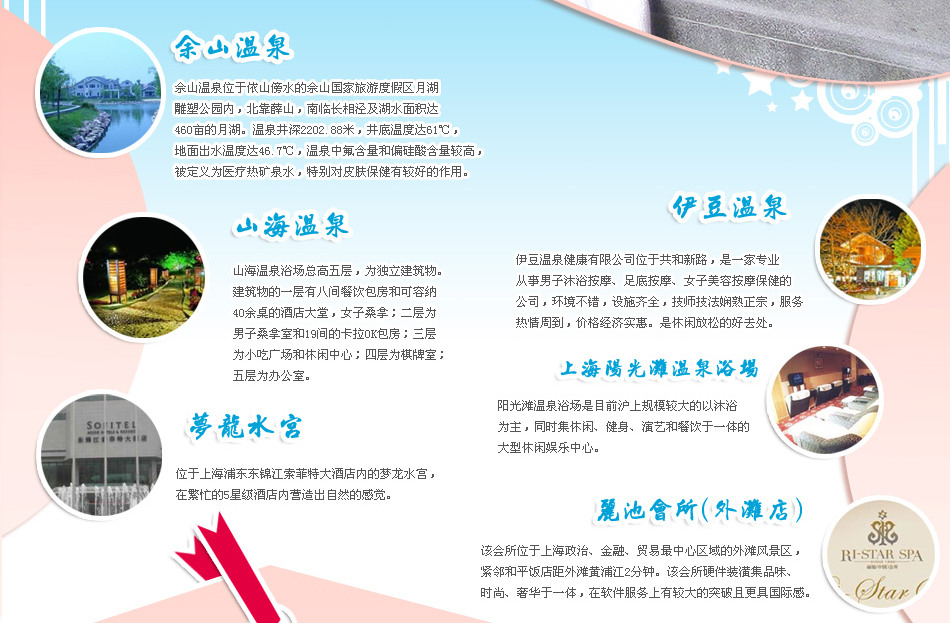 佘山温泉
佘山温泉位于依山傍水的佘山国家旅游度假区月湖
雕塑公园内，北靠薛山，南临长相泾及湖水面积达
460亩的月湖。温泉井深2202.88米，井底温度达61℃，
地面出水温度达46.7℃，温泉中氟含量和偏硅酸含量较高，
被定义为医疗热矿泉水，特别对皮肤保健有较好的作用。
山海温泉
山海温泉浴场总高五层，为独立建筑物。
建筑物的一层有八间餐饮包房和可容纳
40余桌的酒店大堂，女子桑拿；二层为
男子桑拿室和19间的卡拉OK包房；三层
为小吃广场和休闲中心；四层为棋牌室；
五层为办公室。
夢龍水宫
位于上海浦东东锦江索菲特大酒店内的梦龙水宫，
在繁忙的5星级酒店内营造出自然的感觉。
SOFITEL
东锦江索菲特大酒店
伊豆温泉
伊豆温泉健康有限公司位于共和新路，是一家专业
从事男子沐浴按摩、足底按摩、女子美容按摩保健的
公司，环境不错，设施齐全，技师技法娴熟正宗，服务
热情周到，价格经济实惠。是休闲放松的好去处。
上海陽光灘温泉浴場
阳光滩温泉浴场是目前沪上规模较大的以沐浴
为主，同时集休闲、健身、演艺和餐饮于一体的
大型休闲娱乐中心。
麗池會所(外灘店)
该会所位于上海政治、金融、贸易最中心区域的外滩风景区，
紧邻和平饭店距外滩黄浦江2分钟。该会所硬件装潢集品味、
时尚、奢华于一体，在软件服务上有较大的突破且更具国际感。
RI-STAR SPA
Star